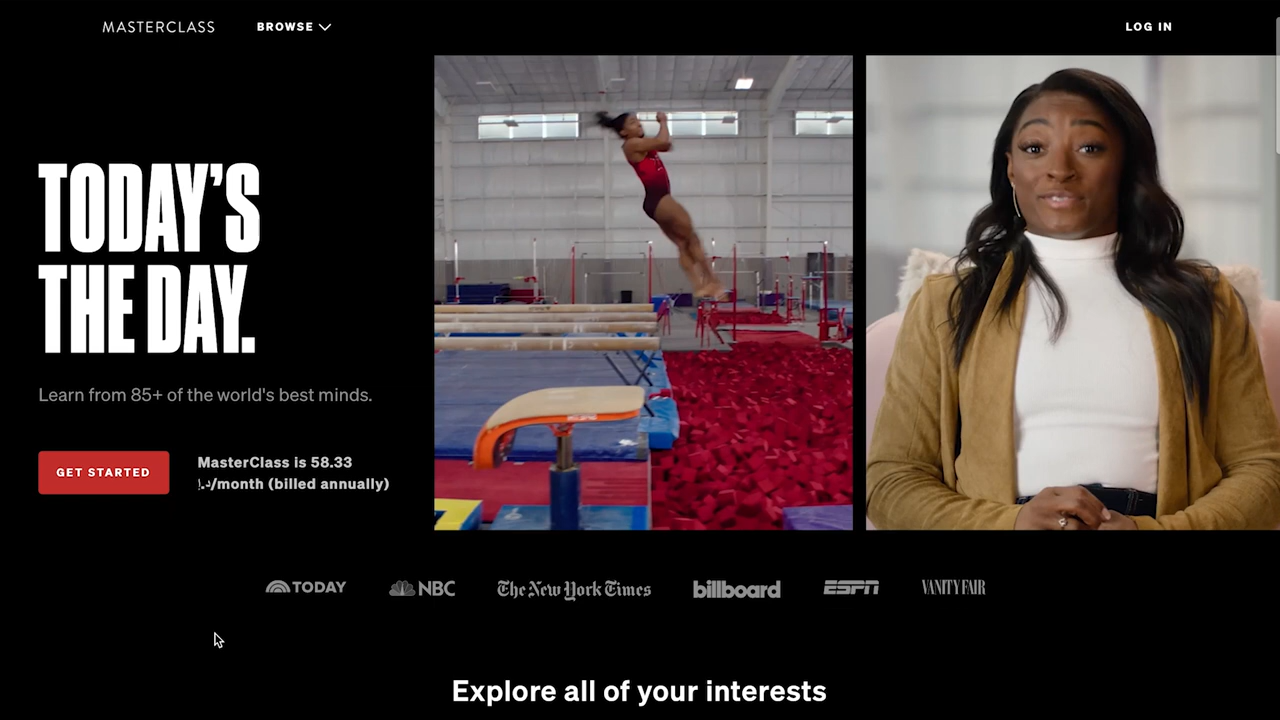 MASTERCLASS
BROWSE
LOG IN
TODAY'S
THE DAY.
Learn from 85+ of the world's best minds.
GET STARTED
MasterClass is 58.33
/month (billed annually)
TODAY
NBC
The New York Times
billboard
ESPN
VANITY FAIR
Explore all of your interests